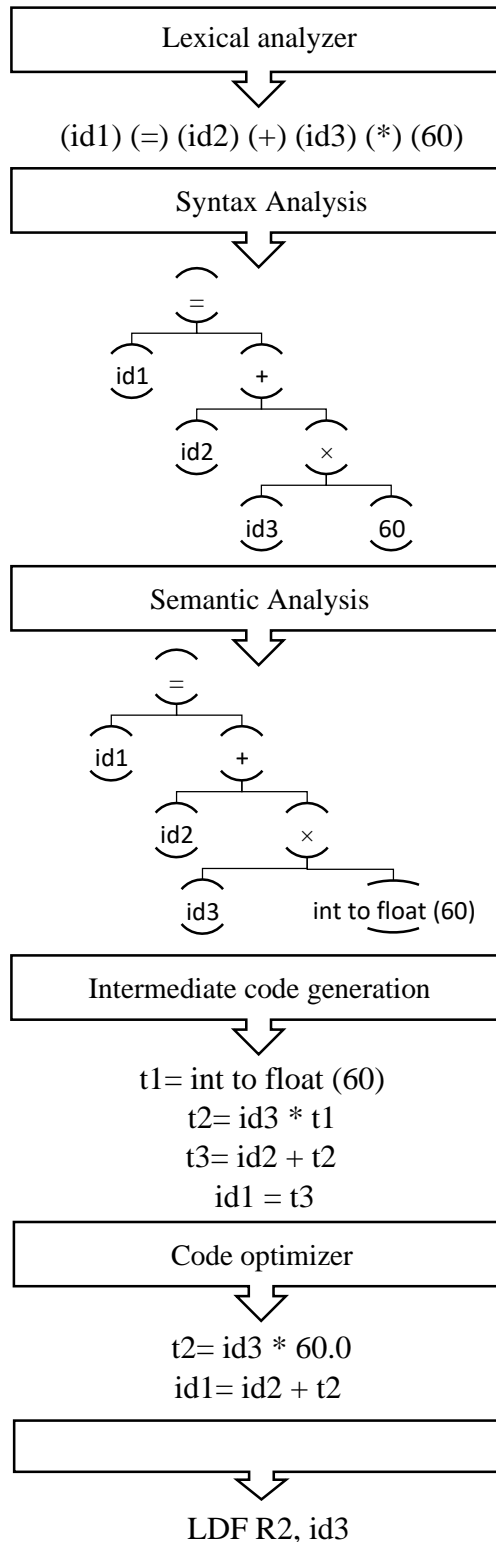 Lexical analyzer
(id1) (=) (id2) (+) (id3) (*) (60)
Syntax Analysis
=
id1 +
id2 ×
id3 60
Semantic Analysis
=
id1 +
id2 ×
id3 int to float (60)
Intermediate code generation
t1= int to float (60)
t2= id3 * t1
t3= id2 + t2
id1 = t3
Code optimizer
t2= id3 * 60.0
id1= id2 + t2
LDF R2, id3